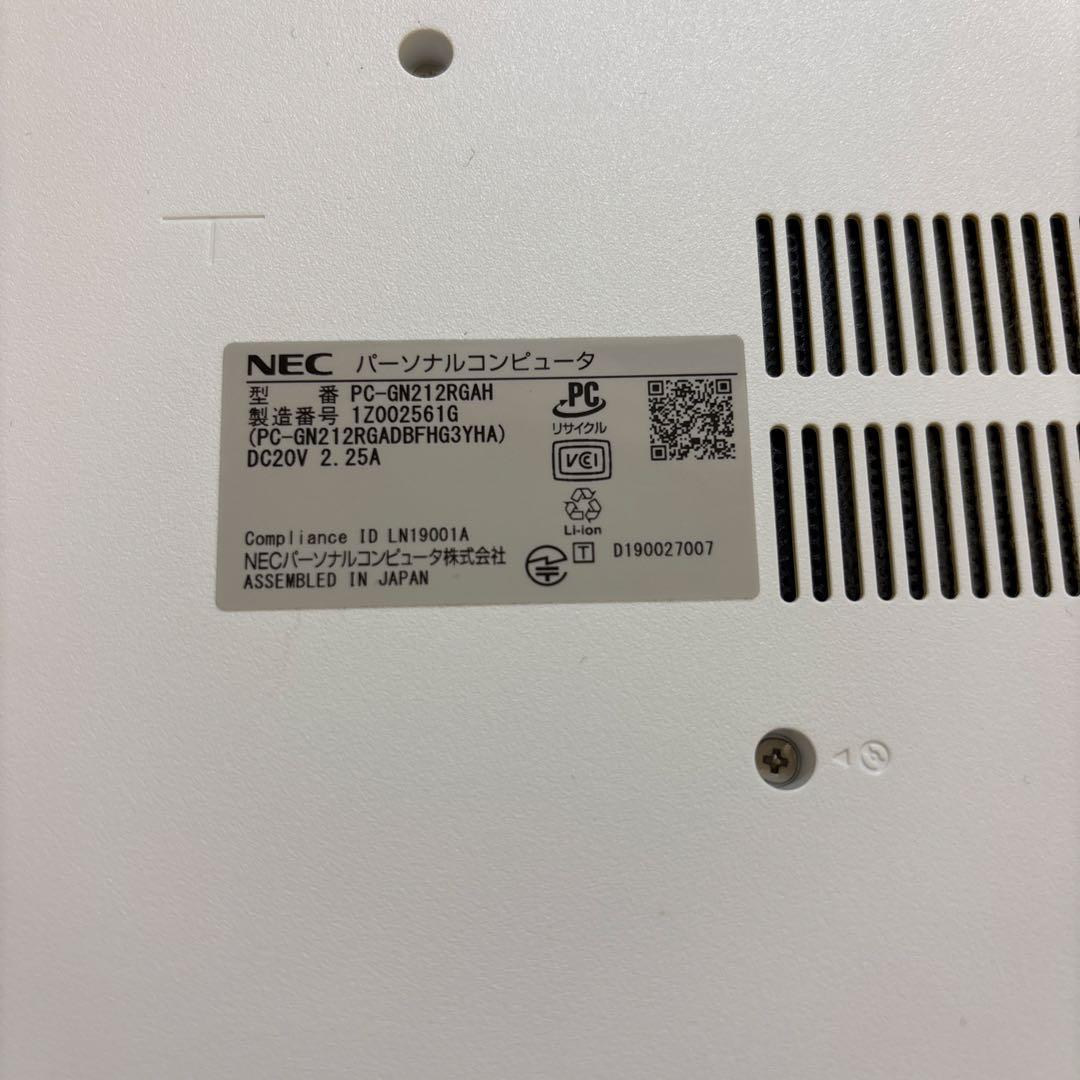 NEC パーソナルコンピュータ
型 番 PC-GN212RGAH
製造番号 1Z002561G
(PC-GN212RGADBFHG3YHA)
DC20V 2.25A
PC
リサイクル
VCI
Li-ion
Compliance ID LN19001A
NECパーソナルコンピュータ株式会社
ASSEMBLED IN JAPAN
T D190027007